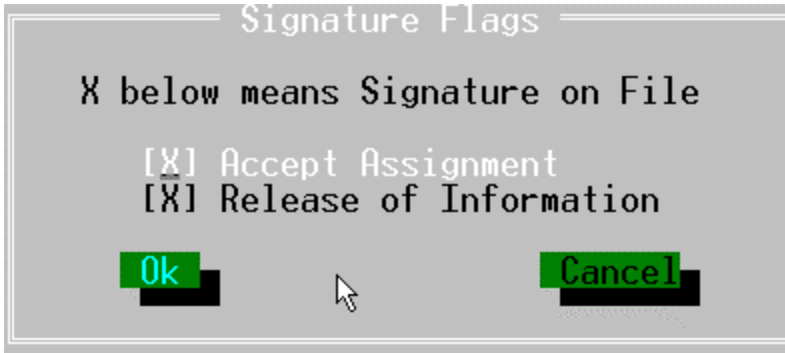 Signature Flags
X below means Signature on File
[X] Accept Assignment
[X] Release of Information
Ok Cancel